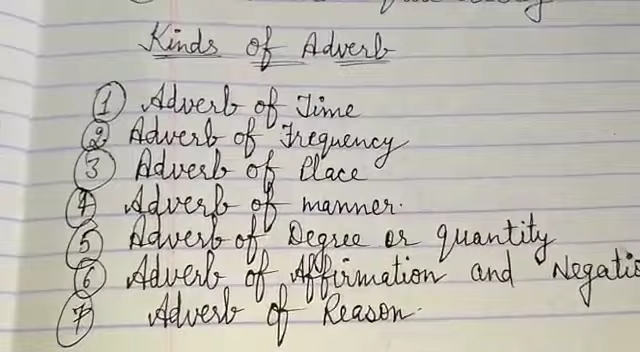 Kinds of Adverb
1 Adverb of Time
2 Adverb of Frequency
3 Adverb of Place
4 Adverb of manner.
5 Adverb of Degree or quantity
6 Adverb of Affirmation and Negatio
7 Adverb of Reason.